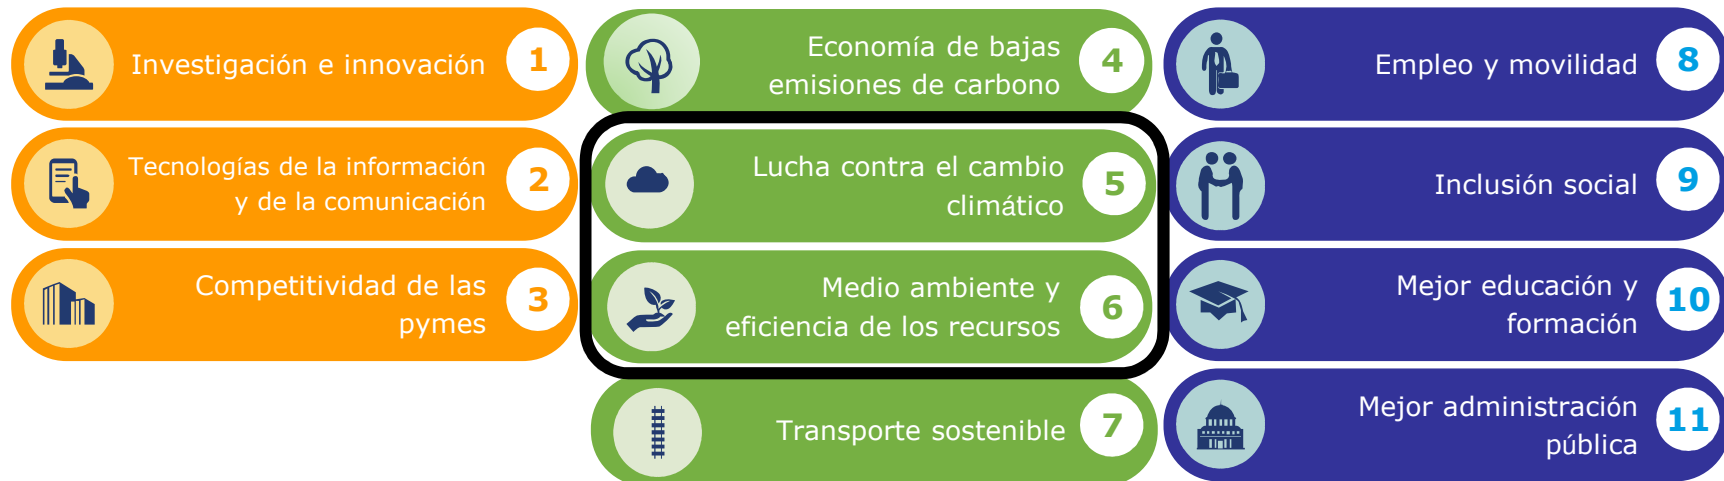 Investigación e innovación
1
Tecnologías de la información
y de la comunicación
2
Competitividad de las
pymes
3
Economía de bajas
emisiones de carbono
4
Lucha contra el cambio
climático
5
Medio ambiente y
eficiencia de los recursos
6
Transporte sostenible
7
Empleo y movilidad
8
Inclusión social
9
Mejor educación y
formación
10
Mejor administración
pública
11